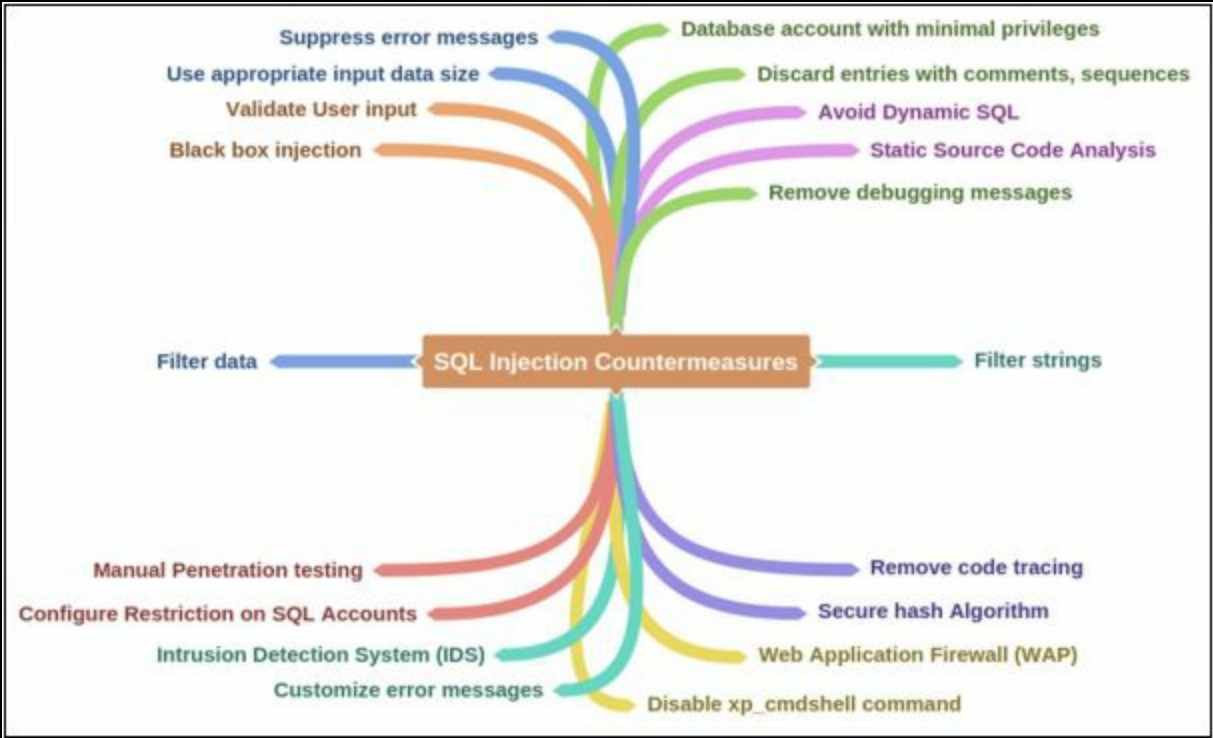 Suppress error messages
Database account with minimal privileges
Use appropriate input data size
Discard entries with comments, sequences
Validate User input
Avoid Dynamic SQL
Black box injection
Static Source Code Analysis
Remove debugging messages
Filter data
SQL Injection Countermeasures
Filter strings
Manual Penetration testing
Remove code tracing
Configure Restriction on SQL Accounts
Secure hash Algorithm
Intrusion Detection System (IDS)
Web Application Firewall (WAP)
Customize error messages
Disable xp_cmdshell command